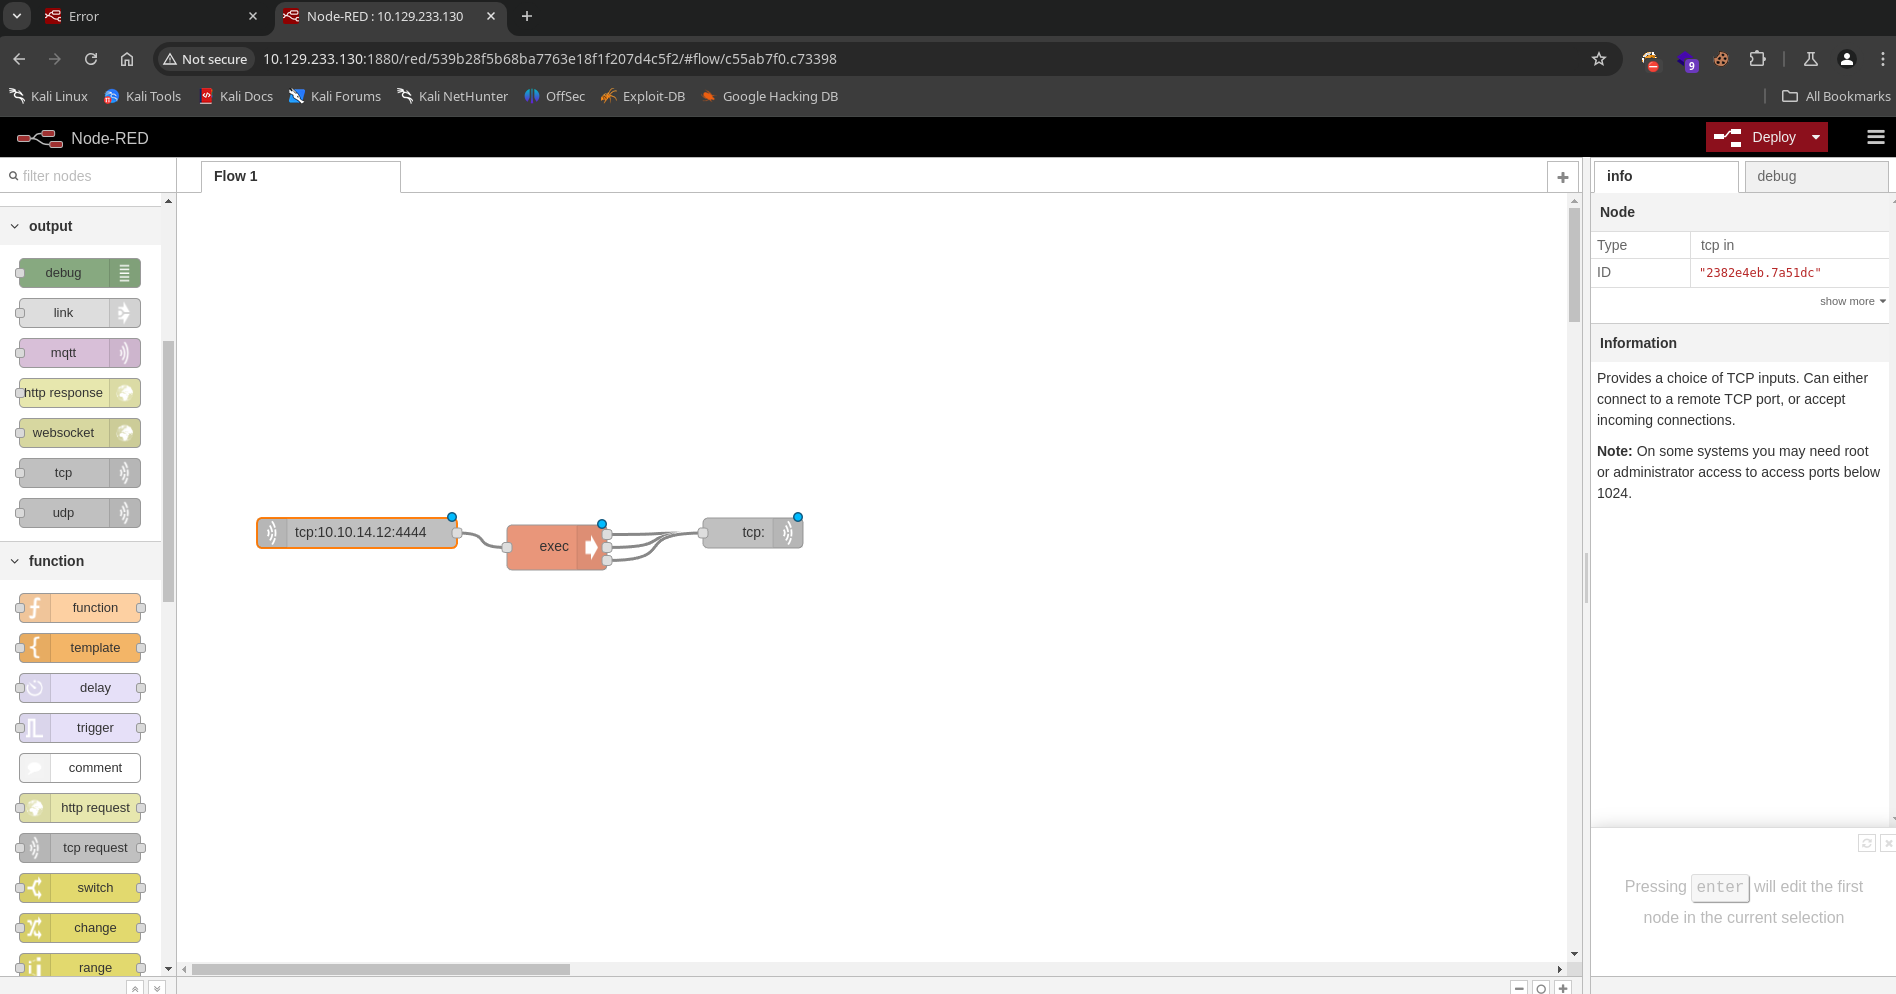 Error
Node-RED : 10.129.233.130
Not secure
10.129.233.130:1880/red/539b28f5b68ba7763e18f1f207d4c5f2/#flow/c55ab7f0.c73398
9
Kali Linux
Kali Tools
Kali Docs
Kali Forums
Kali NetHunter
OffSec
Exploit-DB
Google Hacking DB
All Bookmarks
Node-RED
Deploy
filter nodes
output
debug
link
mqtt
http response
websocket
tcp
udp
function
function
template
delay
trigger
comment
http request
tcp request
switch
change
range
Flow 1
tcp:10.10.14.12:4444
exec
tcp:
info
debug
Node
Type
tcp in
ID
"2382e4eb.7a51dc"
show more
Information
Provides a choice of TCP inputs. Can either
connect to a remote TCP port, or accept
incoming connections.
Note: On some systems you may need root
or administrator access to access ports below
1024.
Pressing enter will edit the first
node in the current selection